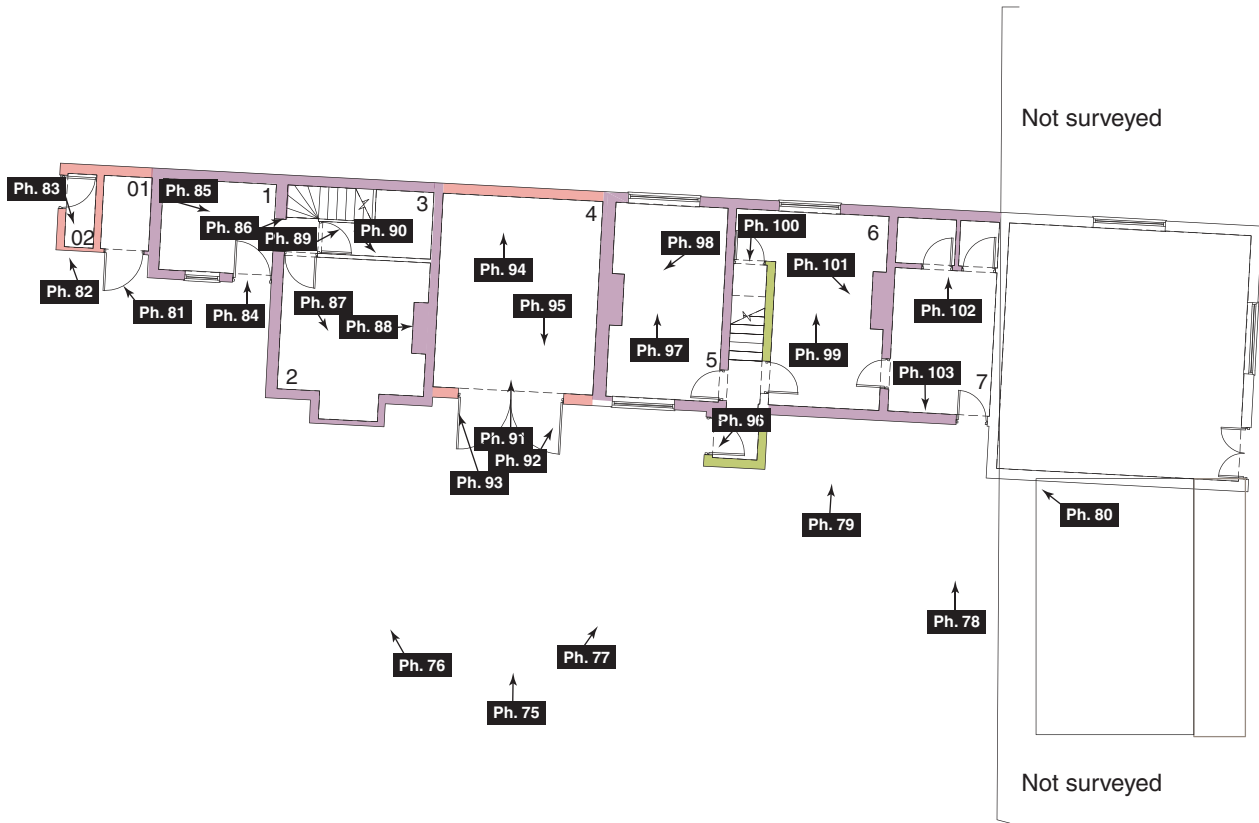 Not surveyed
Ph. 83
01
Ph. 85
1
3
4
02
Ph. 86
Ph. 89
Ph. 90
Ph. 100
6
Ph. 98
Ph. 94
Ph. 101
Ph. 82
Ph. 81
Ph. 84
Ph. 87
Ph. 88
Ph. 95
Ph. 97
Ph. 99
Ph. 102
2
5
Ph. 103
7
Ph. 91
Ph. 92
Ph. 93
Ph. 96
Ph. 79
Ph. 80
Ph. 78
Ph. 76
Ph. 77
Ph. 75
Not surveyed